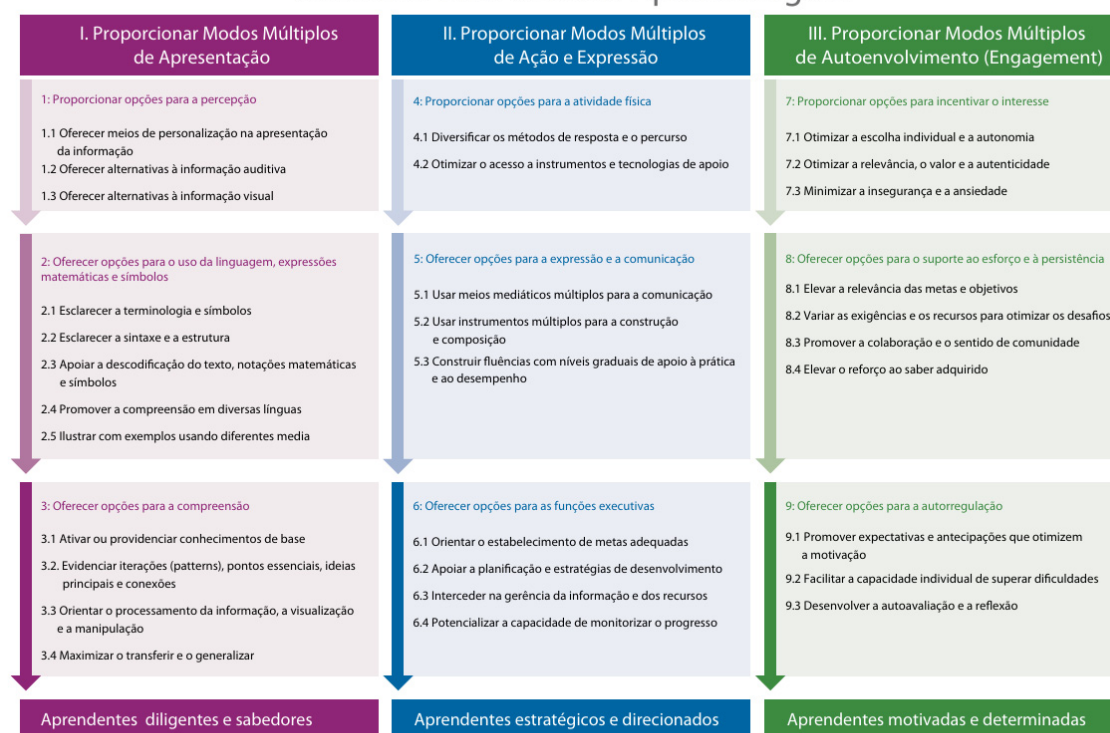 I. Proporcionar Modos Múltiplos
de Apresentação
1: Proporcionar opções para a percepção
1.1 Oferecer meios de personalização na apresentação
da informação
1.2 Oferecer alternativas à informação auditiva
1.3 Oferecer alternativas à informação visual
2: Oferecer opções para o uso da linguagem, expressões
matemáticas e símbolos
2.1 Esclarecer a terminologia e símbolos
2.2 Esclarecer a sintaxe e a estrutura
2.3 Apoiar a descodificação do texto, notações matemáticas
e símbolos
2.4 Promover a compreensão em diversas línguas
2.5 Ilustrar com exemplos usando diferentes media
3: Oferecer opções para a compreensão
3.1 Ativar ou providenciar conhecimentos de base
3.2. Evidenciar iterações (patterns), pontos essenciais, ideias
principais e conexões
3.3 Orientar o processamento da informação, a visualização
e a manipulação
3.4 Maximizar o transferir e o generalizar
Aprendentes diligentes e sabedores
II. Proporcionar Modos Múltiplos
de Ação e Expressão
4: Proporcionar opções para a atividade física
4.1 Diversificar os métodos de resposta e o percurso
4.2 Otimizar o acesso a instrumentos e tecnologias de apoio
5: Oferecer opções para a expressão e a comunicação
5.1 Usar meios mediáticos múltiplos para a comunicação
5.2 Usar instrumentos múltiplos para a construção
e composição
5.3 Construir fluências com níveis graduais de apoio à prática
e ao desempenho
6: Oferecer opções para as funções executivas
6.1 Orientar o estabelecimento de metas adequadas
6.2 Apoiar a planificação e estratégias de desenvolvimento
6.3 Interceder na gerência da informação e dos recursos
6.4 Potencializar a capacidade de monitorizar o progresso
Aprendentes estratégicos e direcionados
III. Proporcionar Modos Múltiplos
de Autoenvolvimento (Engagement)
7: Proporcionar opções para incentivar o interesse
7.1 Otimizar a escolha individual e a autonomia
7.2 Otimizar a relevância, o valor e a autenticidade
7.3 Minimizar a insegurança e a ansiedade
8: Oferecer opções para o suporte ao esforço e à persistência
8.1 Elevar a relevância das metas e objetivos
8.2 Variar as exigências e os recursos para otimizar os desafios
8.3 Promover a colaboração e o sentido de comunidade
8.4 Elevar o reforço ao saber adquirido
9: Oferecer opções para a autorregulação
9.1 Promover expectativas e antecipações que otimizem
a motivação
9.2 Facilitar a capacidade individual de superar dificuldades
9.3 Desenvolver a autoavaliação e a reflexão
Aprendentes motivadas e determinadas